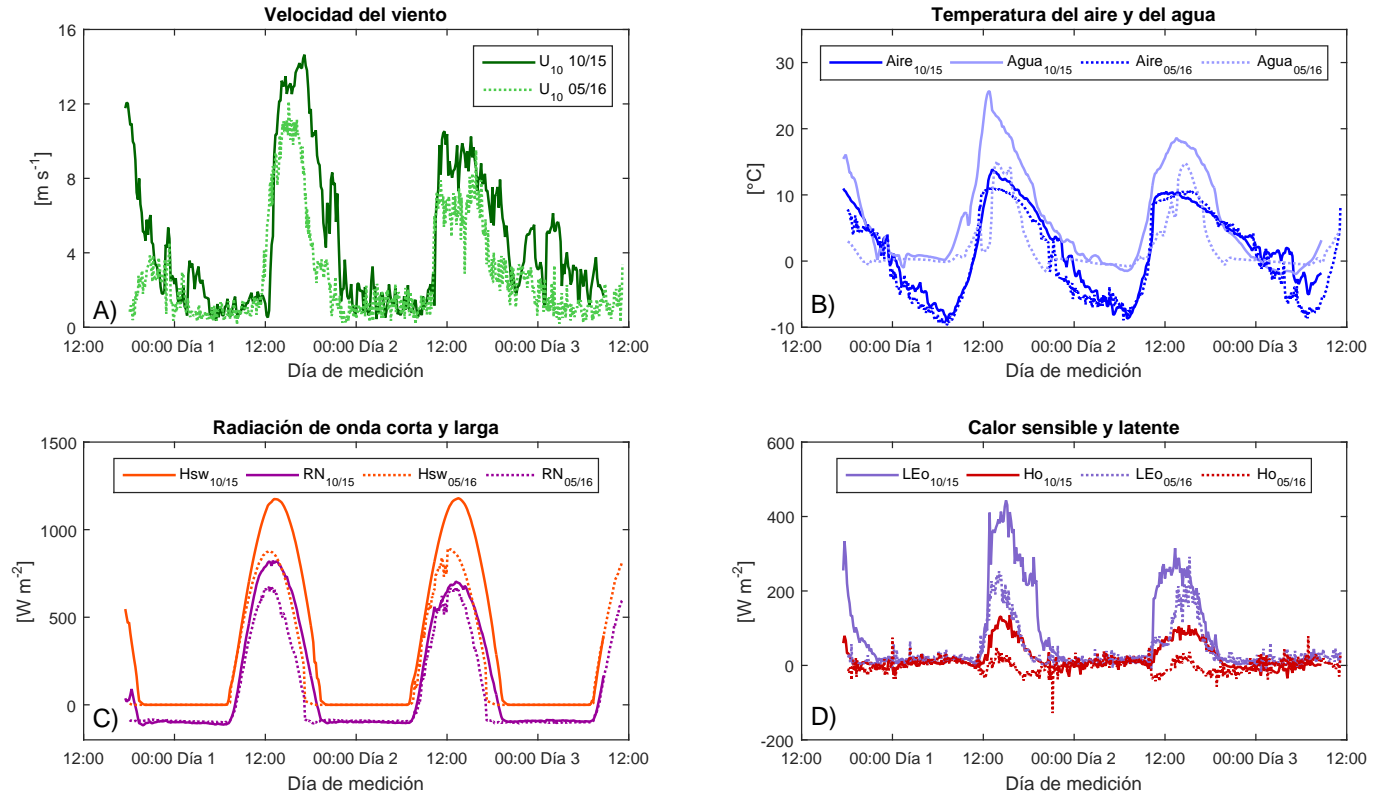 Velocidad del viento
16
12
8
4
0
[m s-1]
U10 10/15
U10 05/16
A)
12:00 00:00 Día 1 12:00 00:00 Día 2 12:00 00:00 Día 3 12:00
Día de medición
Temperatura del aire y del agua
30
20
10
0
-10
[°C]
Aire10/15 Agua10/15 Aire05/16 Agua05/16
B)
12:00 00:00 Día 1 12:00 00:00 Día 2 12:00 00:00 Día 3 12:00
Día de medición
Radiación de onda corta y larga
1500
1000
500
0
[W m-2]
Hsw10/15 RN10/15 Hsw05/16 RN05/16
C)
12:00 00:00 Día 1 12:00 00:00 Día 2 12:00 00:00 Día 3 12:00
Día de medición
Calor sensible y latente
600
400
200
0
-200
[W m-2]
LEo10/15 Ho10/15 LEo05/16 Ho05/16
D)
12:00 00:00 Día 1 12:00 00:00 Día 2 12:00 00:00 Día 3 12:00
Día de medición